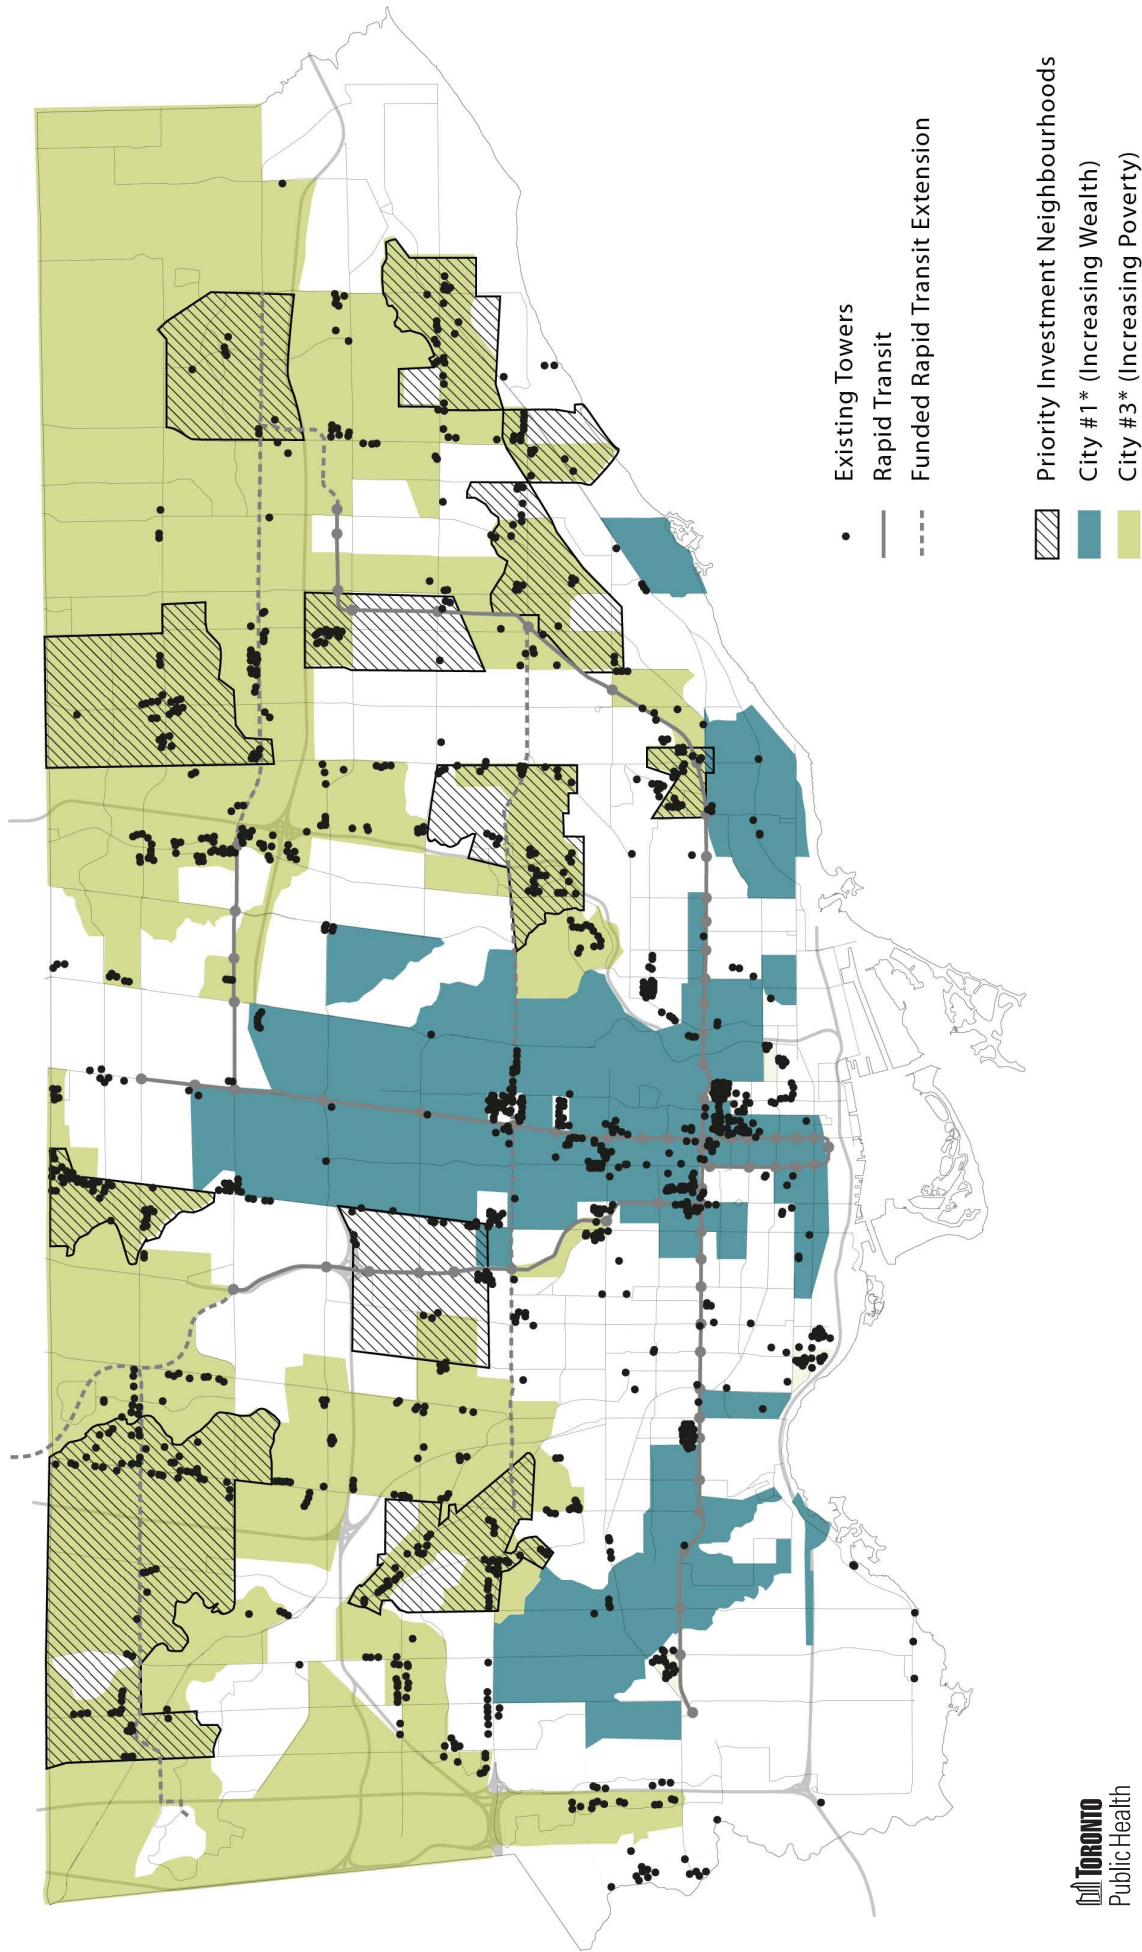 Existing Towers
Rapid Transit
Funded Rapid Transit Extension
Priority Investment Neighbourhoods
City #1* (Increasing Wealth)
City #3* (Increasing Poverty)
TORONTO
Public Health